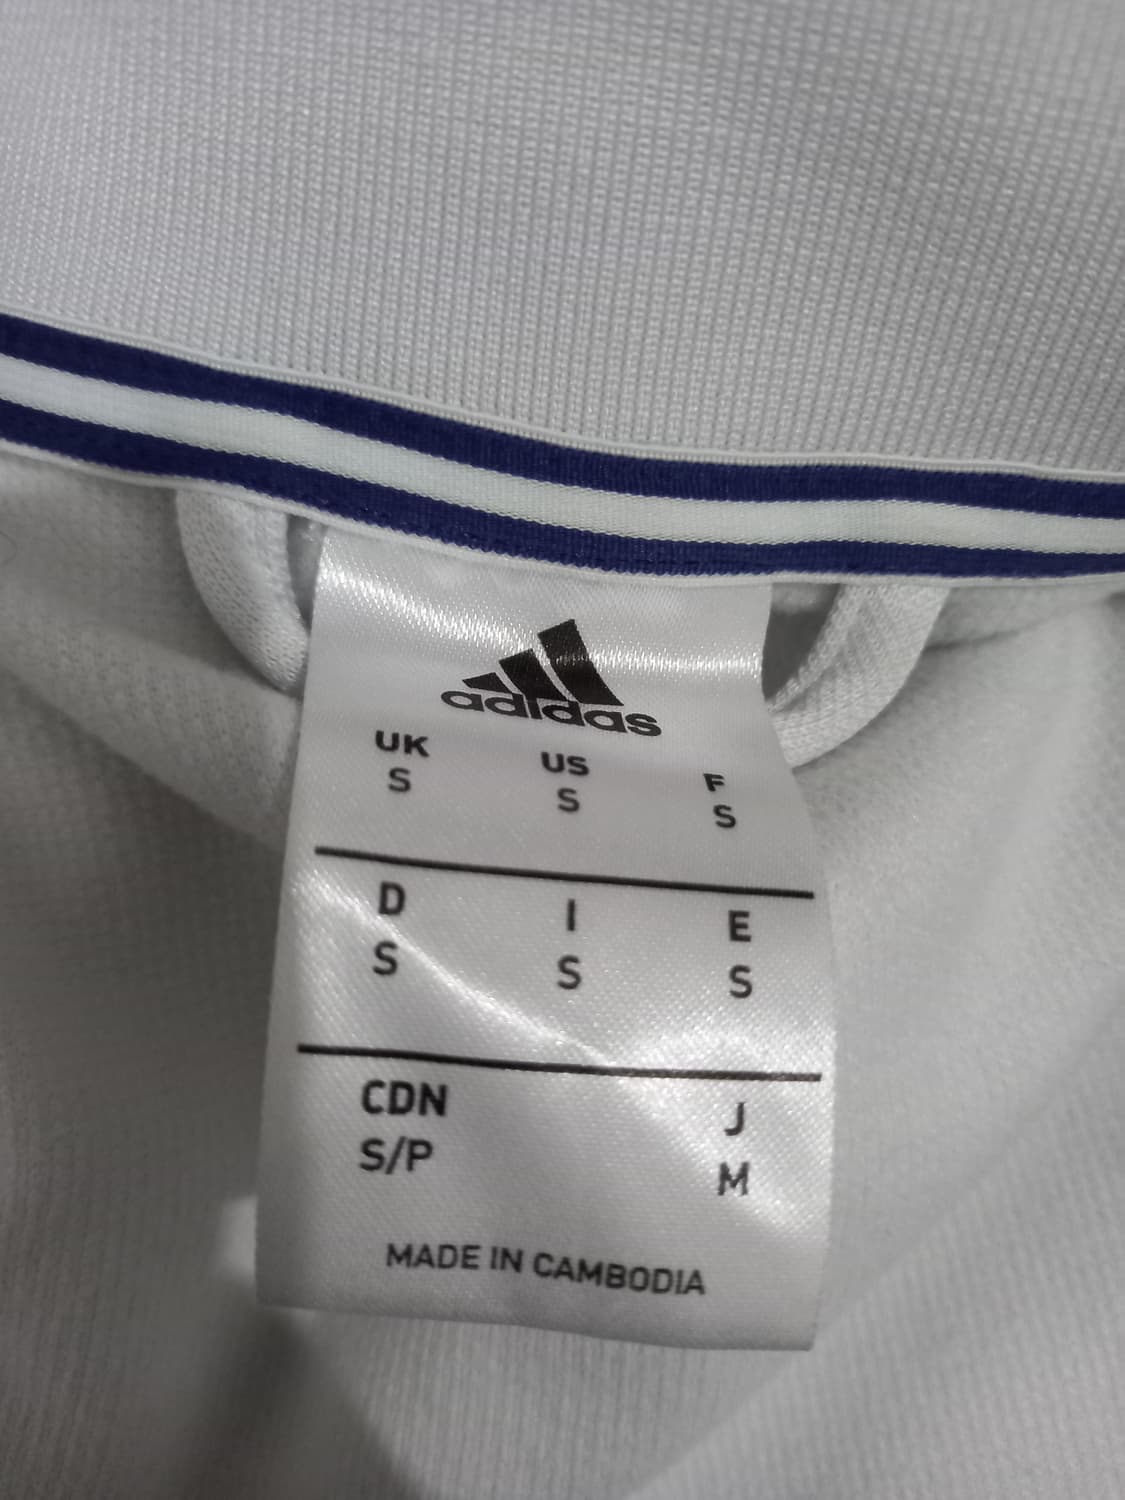 adidas
UK US F
S S S
D I E
S S S
CDN J
S/P M
MADE IN CAMBODIA